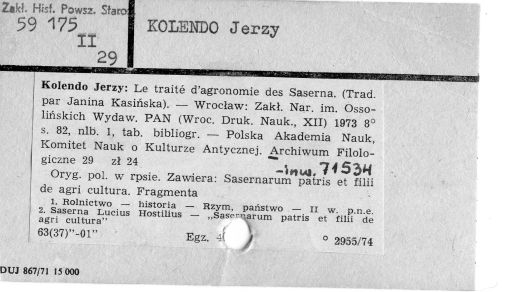 Zakł. Hist. Powsz. Staroż
59 175
II
29
KOLENDO Jerzy
Kolendo Jerzy: Le traité d'agronomie des Saserna. (Trad.
par Janina Kasińska). — Wrocław: Zakł. Nar. im. Osso-
lińskich Wydaw. PAN (Wroc. Druk. Nauk., XII) 1973 8°
s. 82, nlb. 1, tab. bibliogr. — Polska Akademia Nauk,
Komitet Nauk o Kulturze Antycznej. Archiwum Filolo-
giczne 29 zł 24
-inw. 71534
Oryg. pol. w rpsie. Zawiera: Sasernarum patris et filii
de agri cultura. Fragmenta
1. Rolnictwo — historia — Rzym, państwo — II w. p.n.e.
2. Saserna Lucius Hostilius — „Sasernarum patris et filii de
agri cultura"
63(37)"-01" Egz. ° 2955/74
DUJ 867/71 15 000